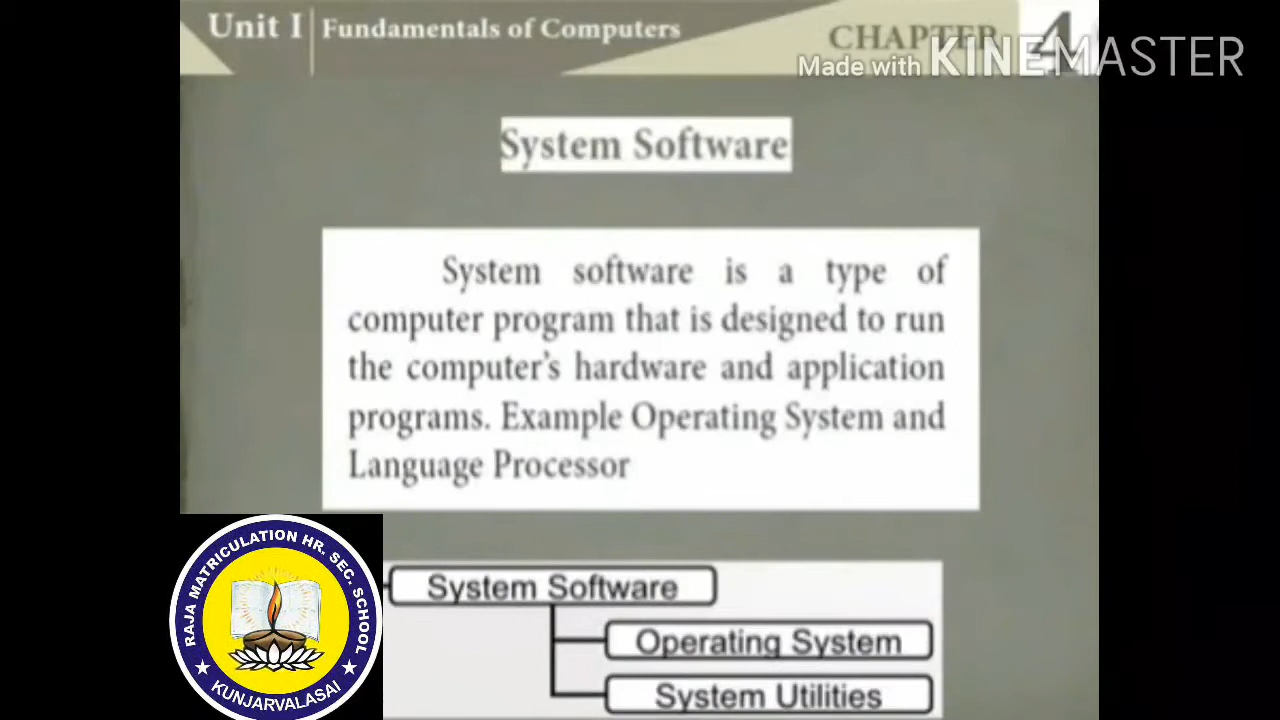 Unit I Fundamentals of Computers
CHAPTER 4
Made with KINEMASTER
System Software
System software is a type of
computer program that is designed to run
the computer's hardware and application
programs. Example Operating System and
Language Processor
RAJA MATRICULATION HR. SEC. SCHOOL
KUNJARVALASAI
System Software
Operating System
System Utilities